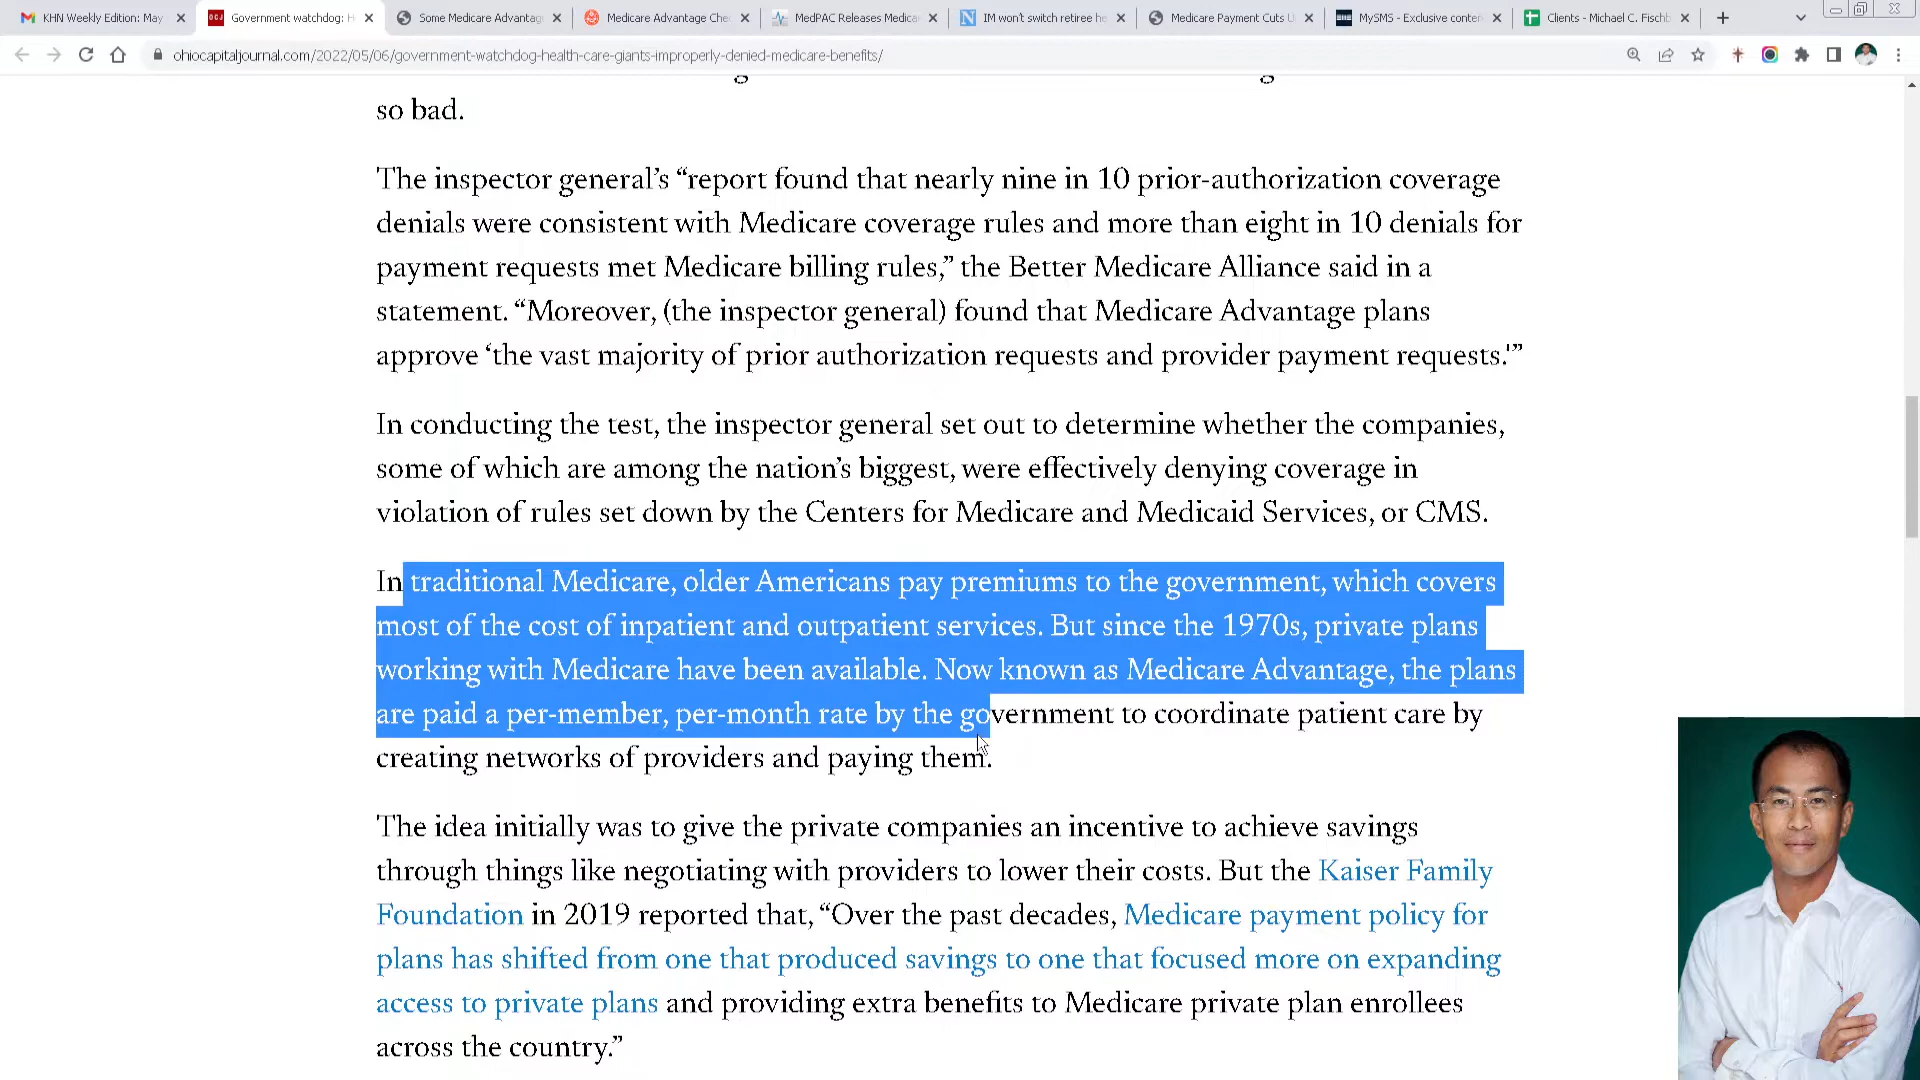 KHN Weekly Edition: May
Government watchdog: H
Some Medicare Advantag
Medicare Advantage Che
MedPAC Releases Medica
IM won't switch retiree he
Medicare Payment Cuts U
MySMS - Exclusive conten
Clients - Michael C. Fischb
ohiocapitaljournal.com/2022/05/06/government-watchdog-health-care-giants-improperly-denied-medicare-benefits/
so bad.
The inspector general’s “report found that nearly nine in 10 prior-authorization coverage
denials were consistent with Medicare coverage rules and more than eight in 10 denials for
payment requests met Medicare billing rules,” the Better Medicare Alliance said in a
statement. “Moreover, (the inspector general) found that Medicare Advantage plans
approve ‘the vast majority of prior authorization requests and provider payment requests.'”
In conducting the test, the inspector general set out to determine whether the companies,
some of which are among the nation’s biggest, were effectively denying coverage in
violation of rules set down by the Centers for Medicare and Medicaid Services, or CMS.
In traditional Medicare, older Americans pay premiums to the government, which covers
most of the cost of inpatient and outpatient services. But since the 1970s, private plans
working with Medicare have been available. Now known as Medicare Advantage, the plans
are paid a per-member, per-month rate by the government to coordinate patient care by
creating networks of providers and paying them.
The idea initially was to give the private companies an incentive to achieve savings
through things like negotiating with providers to lower their costs. But the Kaiser Family
Foundation in 2019 reported that, “Over the past decades, Medicare payment policy for
plans has shifted from one that produced savings to one that focused more on expanding
access to private plans and providing extra benefits to Medicare private plan enrollees
across the country.”